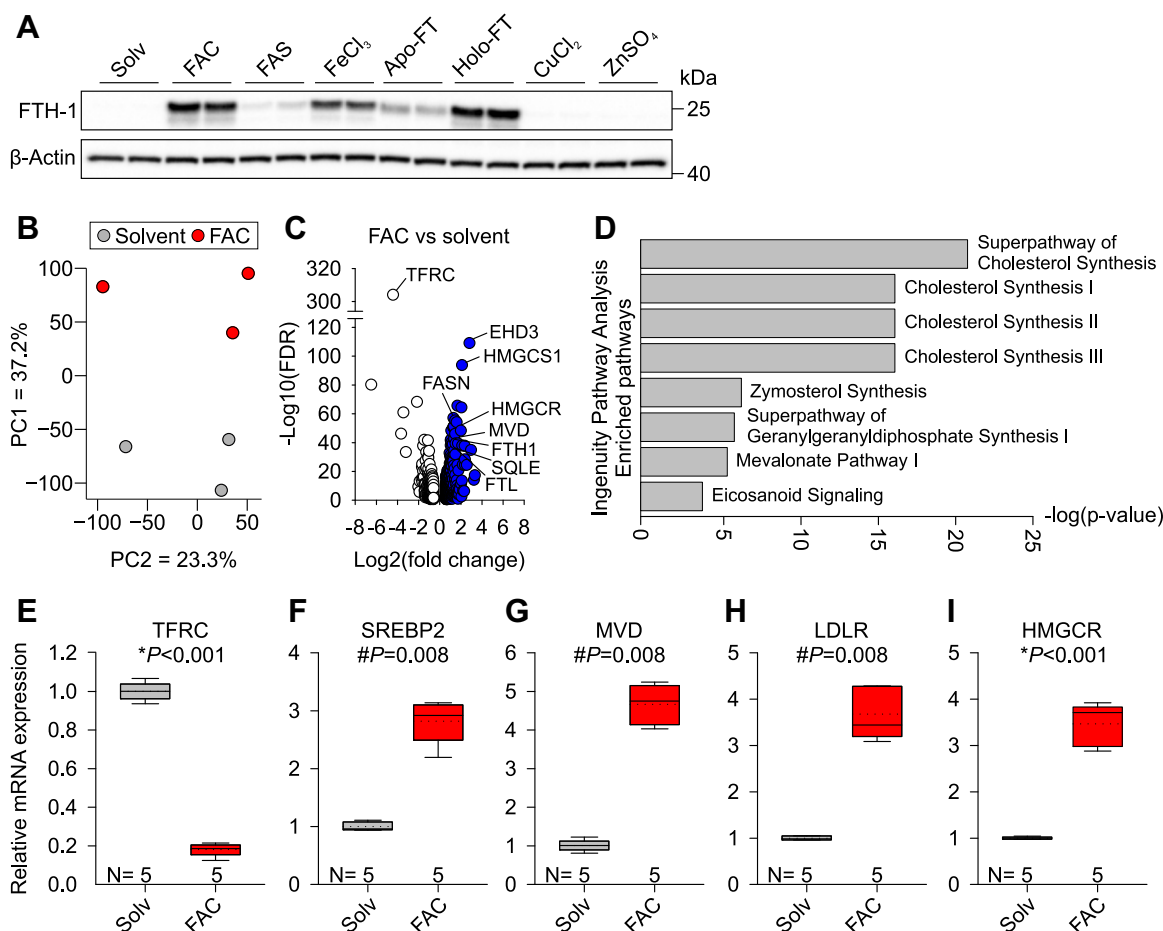 A
Solv
FAC
FAS
FeCl₃
Apo-FT
Holo-FT
CuCl₂
ZnSO₄
kDa
FTH-1
25
β-Actin
40
B
Solvent FAC
100
50
0
−50
−100
PC1 = 37.2%
−100 −50 0 50
PC2 = 23.3%
C
FAC vs solvent
320
300
140
120
100
80
60
40
20
0
-Log10(FDR)
TFRC
EHD3
HMGCS1
FASN
HMGCR
MVD
FTH1
SQLE
FTL
−8 −6 −4 −2 0 2 4 6 8
Log2(fold change)
D
Ingenuity Pathway Analysis
Enriched pathways
Superpathway of
Cholesterol Synthesis
Cholesterol Synthesis I
Cholesterol Synthesis II
Cholesterol Synthesis III
Zymosterol Synthesis
Superpathway of
Geranylgeranyldiphosphate Synthesis I
Mevalonate Pathway I
Eicosanoid Signaling
-log(p-value)
0 5 10 15 20 25
E
TFRC
*P<0.001
Relative mRNA expression
1.2
1.0
0.8
0.6
0.4
0.2
0.0
N= 5 5
Solv FAC
F
SREBP2
#P=0.008
4
3
2
1
0
N= 5 5
Solv FAC
G
MVD
#P=0.008
6
5
4
3
2
1
0
N= 5 5
Solv FAC
H
LDLR
#P=0.008
5
4
3
2
1
0
N= 5 5
Solv FAC
I
HMGCR
*P<0.001
5
4
3
2
1
0
N= 5 5
Solv FAC